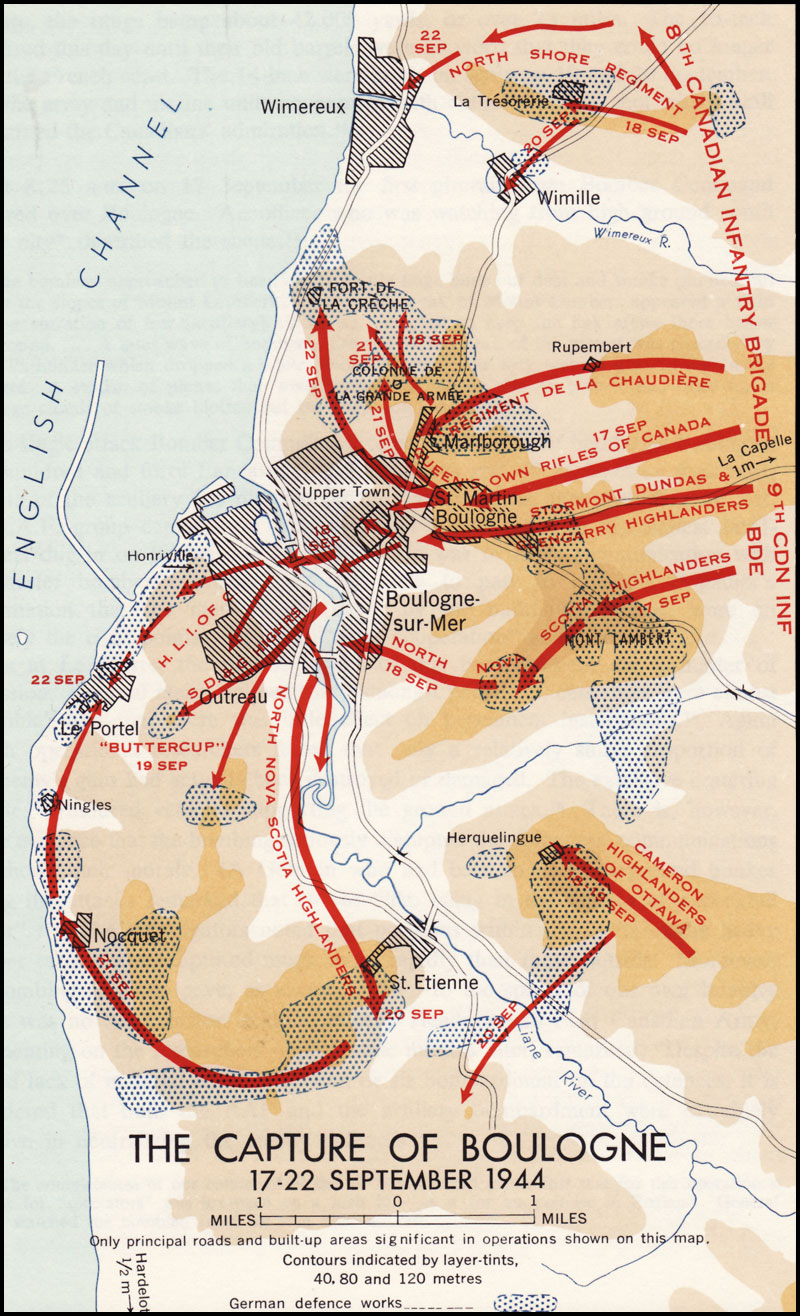 22
SEP
NORTH SHORE REGIMENT
8TH CANADIAN INFANTRY BRIGADE
La Trésorerie
18 SEP
20 SEP
Wimereux
Wimille
Wimereux R.
ENGLISH CHANNEL
FORT DE
LA CRÈCHE
18 SEP
21
SEP
22 SEP
COLONNE DE
LA GRANDE ARMÉE
21 SEP
Rupembert
REGIMENT DE LA CHAUDIÈRE
Marlborough
17 SEP
QUEEN'S OWN RIFLES OF CANADA
La Capelle
1m→
Upper Town
St. Martin-
Boulogne
STORMONT DUNDAS &
GLENGARRY HIGHLANDERS
9TH CDN INF
BDE
18
SEP
Honriville
Boulogne-
sur-Mer
NORTH NOVA SCOTIA HIGHLANDERS
17 SEP
18 SEP
MONT LAMBERT
H. L. I. OF C.
S. D. & G. HIGHRS
22 SEP
Outreau
Le Portel
"BUTTERCUP"
19 SEP
NORTH NOVA SCOTIA HIGHLANDERS
Ningles
Herquelingue
CAMERON
HIGHLANDERS
OF OTTAWA
18-19 SEP
Nocquet
21 SEP
St. Etienne
20 SEP
20 SEP
Liane River
THE CAPTURE OF BOULOGNE
17-22 SEPTEMBER 1944
1 0 1
MILES MILES
Only principal roads and built-up areas significant in operations shown on this map.
Contours indicated by layer-tints,
40, 80 and 120 metres
Hardelot
1/2 m→
German defence works